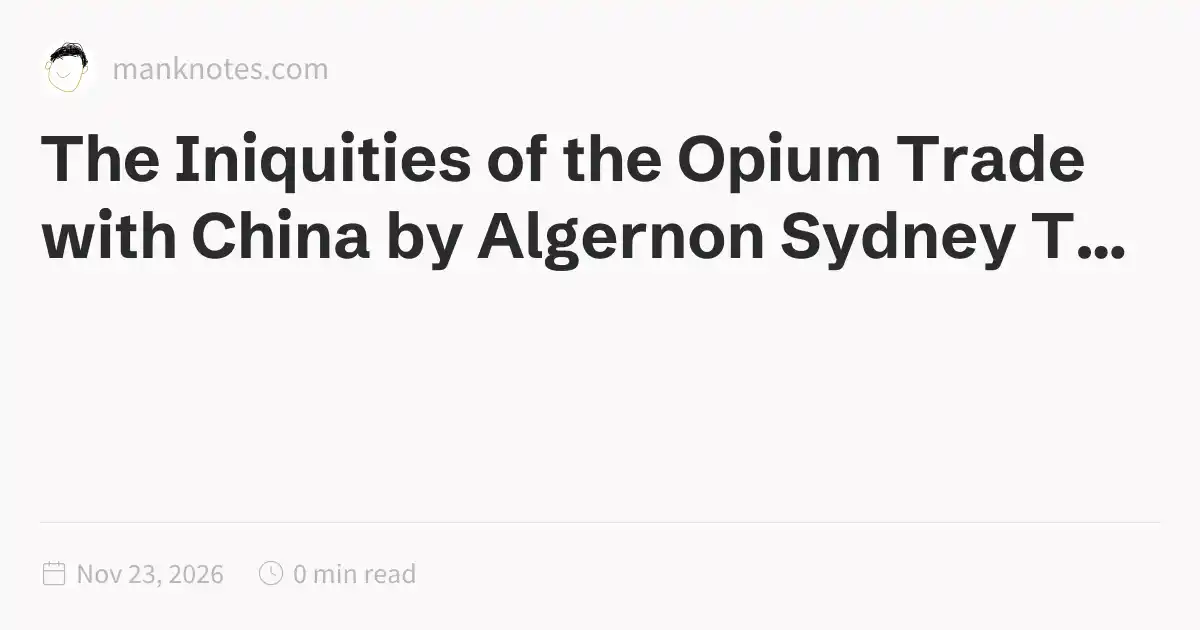 manknotes.com
The Iniquities of the Opium Trade
with China by Algernon Sydney T...
Nov 23, 2026
0 min read